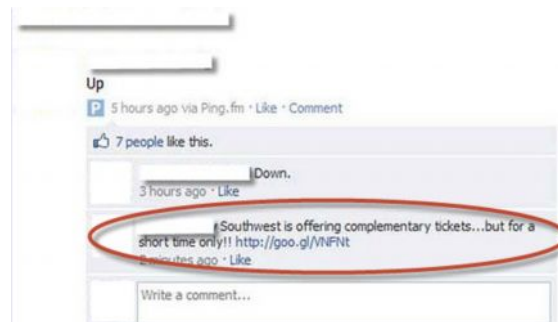 Up
P 5 hours ago via Ping.fm · Like · Comment
7 people like this.
Down.
3 hours ago · Like
Southwest is offering complementary tickets...but for a
short time only!! http://goo.gl/VNFNt
2 minutes ago · Like
Write a comment...